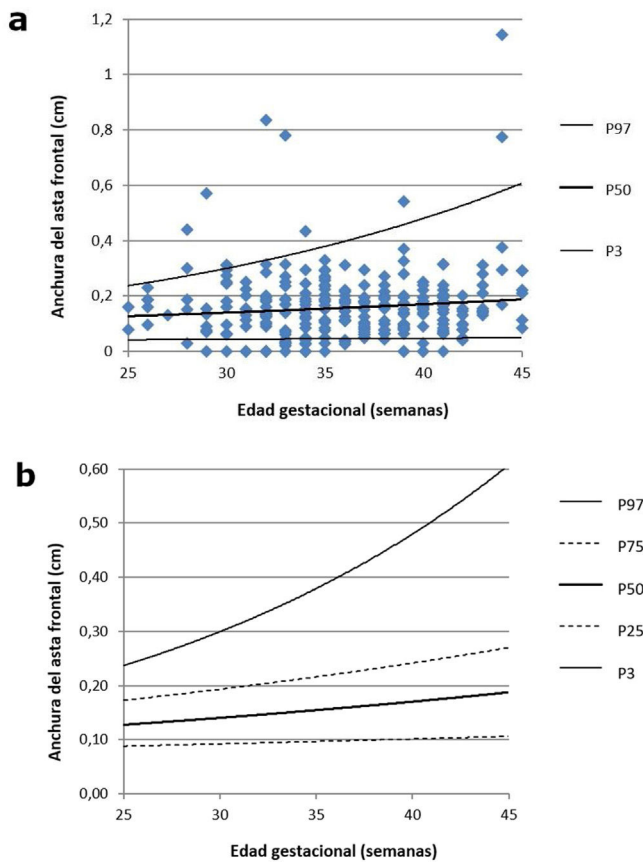 a
1,2
1
0,8
0,6
0,4
0,2
0
25 30 35 40 45
Anchura del asta frontal (cm)
Edad gestacional (semanas)
P97
P50
P3
b
0,60
0,50
0,40
0,30
0,20
0,10
0,00
25 30 35 40 45
Anchura del asta frontal (cm)
Edad gestacional (semanas)
P97
P75
P50
P25
P3